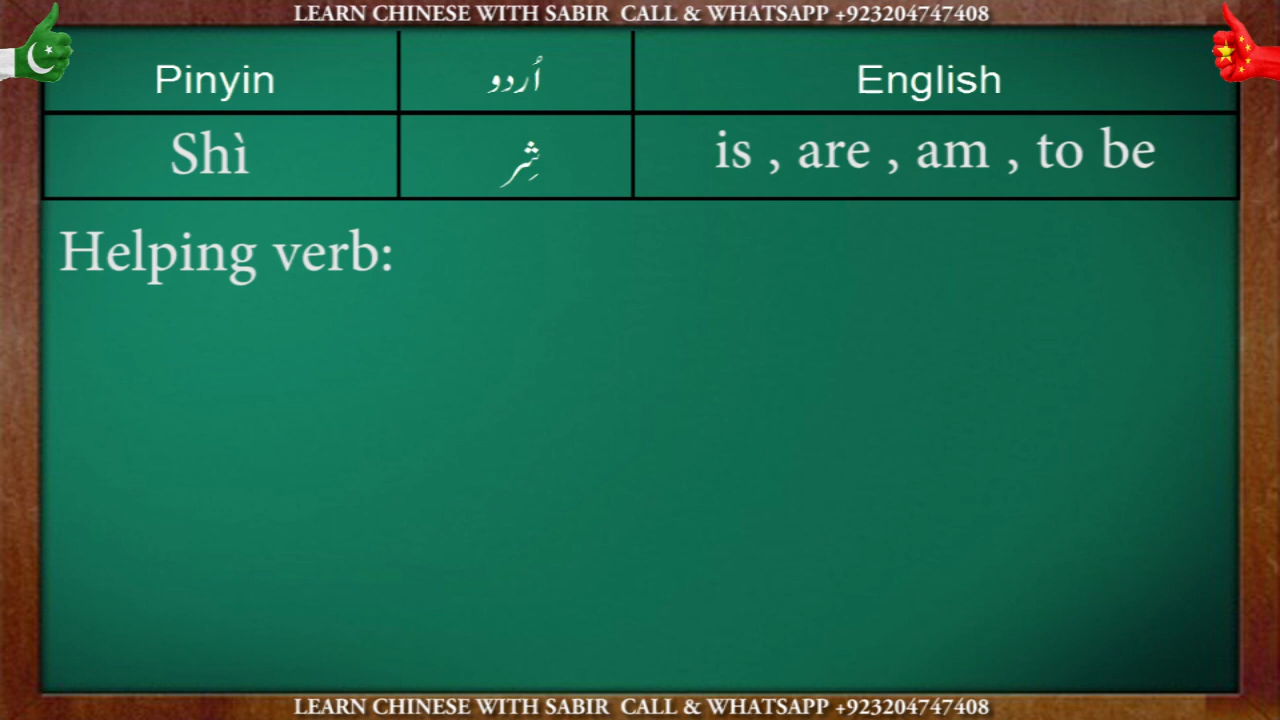 LEARN CHINESE WITH SABIR CALL & WHATSAPP +923204747408
Pinyin اُردو English
Shì شِر is , are , am , to be
Helping verb:
LEARN CHINESE WITH SABIR CALL & WHATSAPP +923204747408